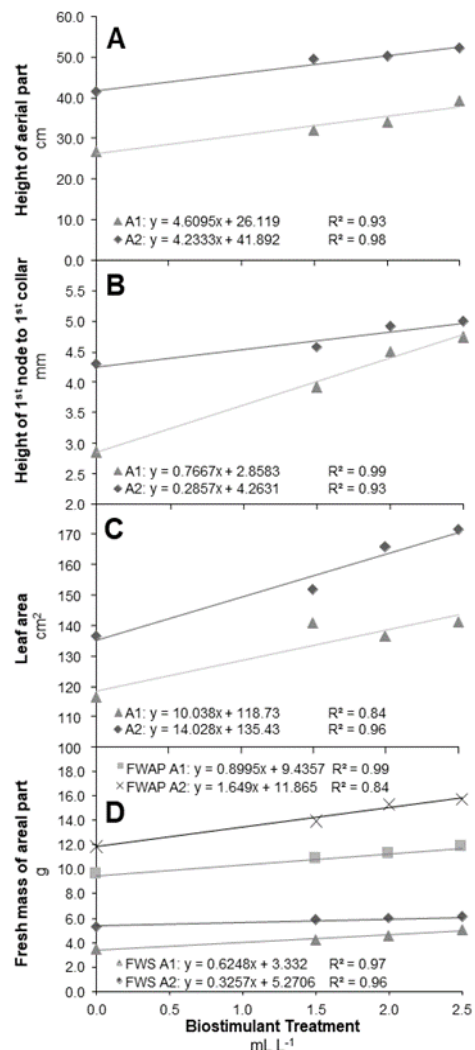 A
60.0
50.0
40.0
30.0
20.0
10.0
0.0
Height of aerial part
cm
A1: y = 4.6095x + 26.119 R² = 0.93
A2: y = 4.2333x + 41.892 R² = 0.98
B
5.5
5.0
4.5
4.0
3.5
3.0
2.5
2.0
Height of 1st node to 1st collar
mm
A1: y = 0.7667x + 2.8583 R² = 0.99
A2: y = 0.2857x + 4.2631 R² = 0.93
C
170
160
150
140
130
120
110
100
Leaf area
cm²
A1: y = 10.038x + 118.73 R² = 0.84
A2: y = 14.028x + 135.43 R² = 0.96
FWAP A1: y = 0.8995x + 9.4357 R² = 0.99
FWAP A2: y = 1.649x + 11.865 R² = 0.84
D
18.0
16.0
14.0
12.0
10.0
8.0
6.0
4.0
2.0
0.0
Fresh mass of areal part
g
FWS A1: y = 0.6248x + 3.332 R² = 0.97
FWS A2: y = 0.3257x + 5.2706 R² = 0.96
0.0 0.5 1.0 1.5 2.0 2.5
Biostimulant Treatment
mL L⁻¹